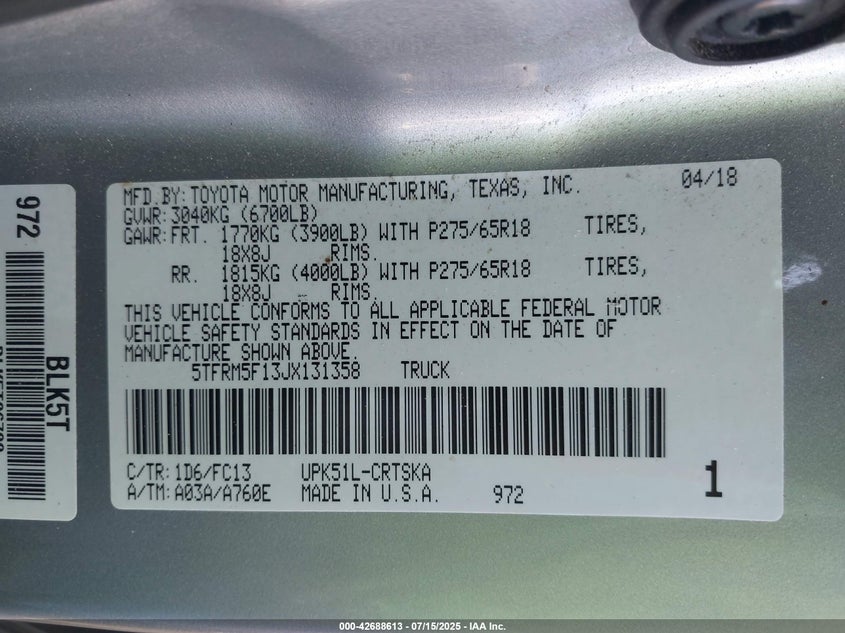 MFD.BY:TOYOTA MOTOR MANUFACTURING, TEXAS, INC. 04/18
GVWR:3040KG (6700LB)
GAWR:FRT. 1770KG (3900LB) WITH P275/65R18 TIRES,
18X8J RIMS.
RR. 1815KG (4000LB) WITH P275/65R18 TIRES,
18X8J RIMS.
THIS VEHICLE CONFORMS TO ALL APPLICABLE FEDERAL MOTOR
VEHICLE SAFETY STANDARDS IN EFFECT ON THE DATE OF
MANUFACTURE SHOWN ABOVE.
5TFRM5F13JX131358 TRUCK
C/TR:1D6/FC13 UPK51L-CRTSKA
A/TM:A03A/A760E MADE IN U.S.A. 972
1
972
BLK5T
000-42688613 - 07/15/2025 - IAA Inc.